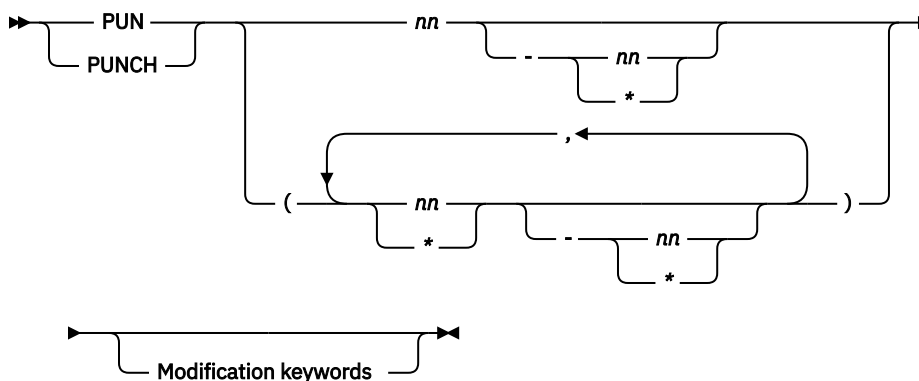 PUN nn
PUNCH - nn
*
,
( nn )
* - nn
*
Modification keywords